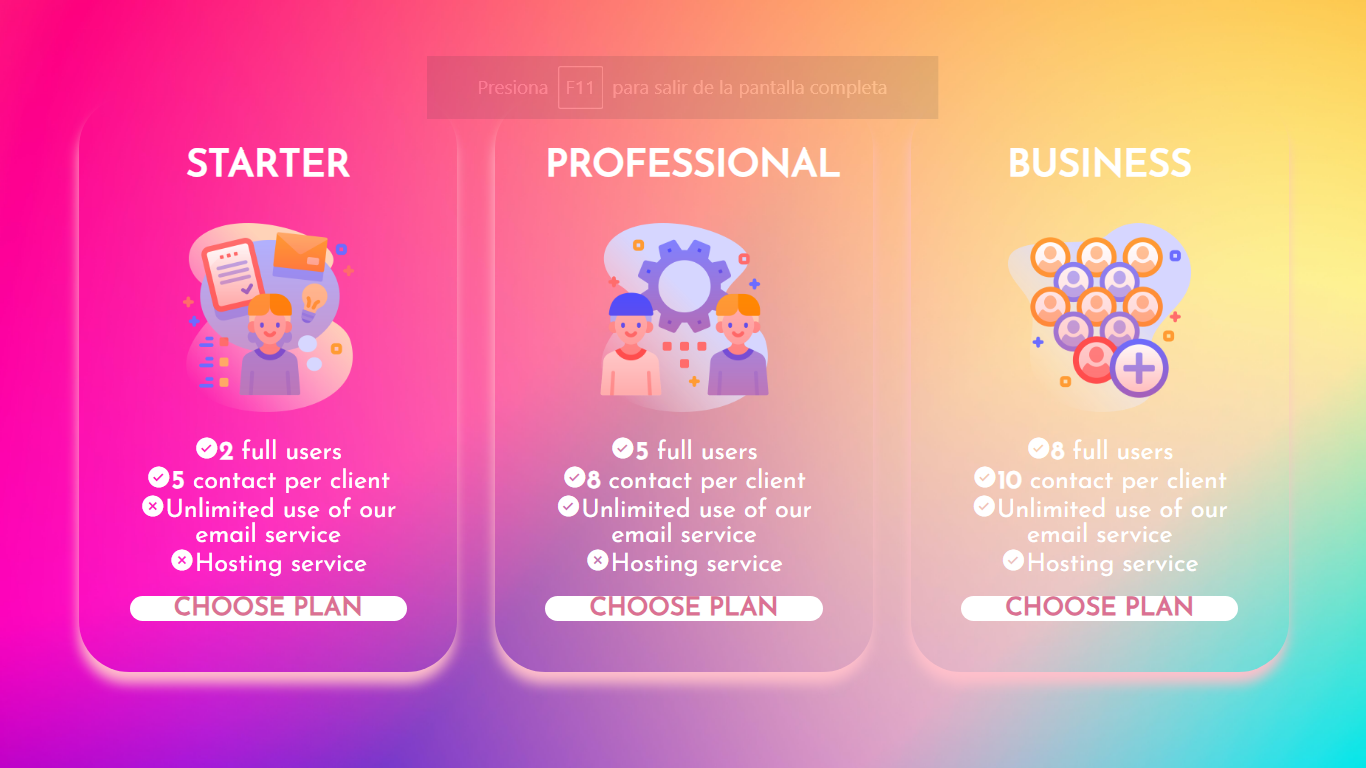 Presiona F11 para salir de la pantalla completa
STARTER
2 full users
5 contact per client
Unlimited use of our
email service
Hosting service
CHOOSE PLAN
PROFESSIONAL
5 full users
8 contact per client
Unlimited use of our
email service
Hosting service
CHOOSE PLAN
BUSINESS
8 full users
10 contact per client
Unlimited use of our
email service
Hosting service
CHOOSE PLAN